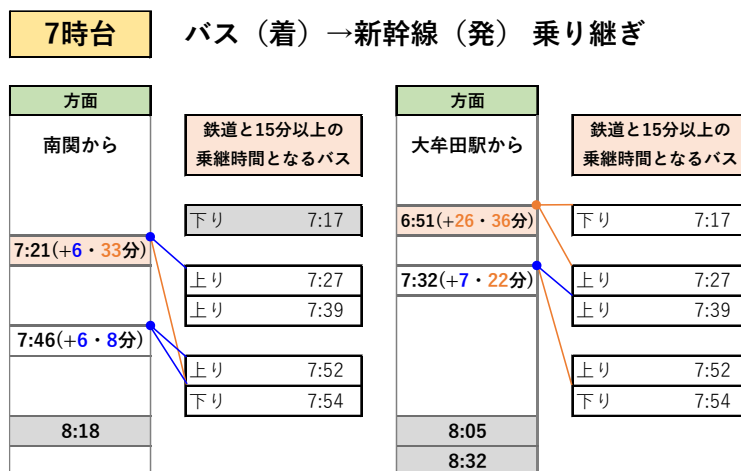 7時台 バス（着）→新幹線（発） 乗り継ぎ
方面
南関から
鉄道と15分以上の
乗継時間となるバス
下り 7:17
7:21(+6・33分)
上り 7:27
上り 7:39
7:46(+6・8分)
上り 7:52
下り 7:54
8:18
方面
大牟田駅から
鉄道と15分以上の
乗継時間となるバス
6:51(+26・36分)
下り 7:17
7:32(+7・22分)
上り 7:27
上り 7:39
上り 7:52
下り 7:54
8:05
8:32